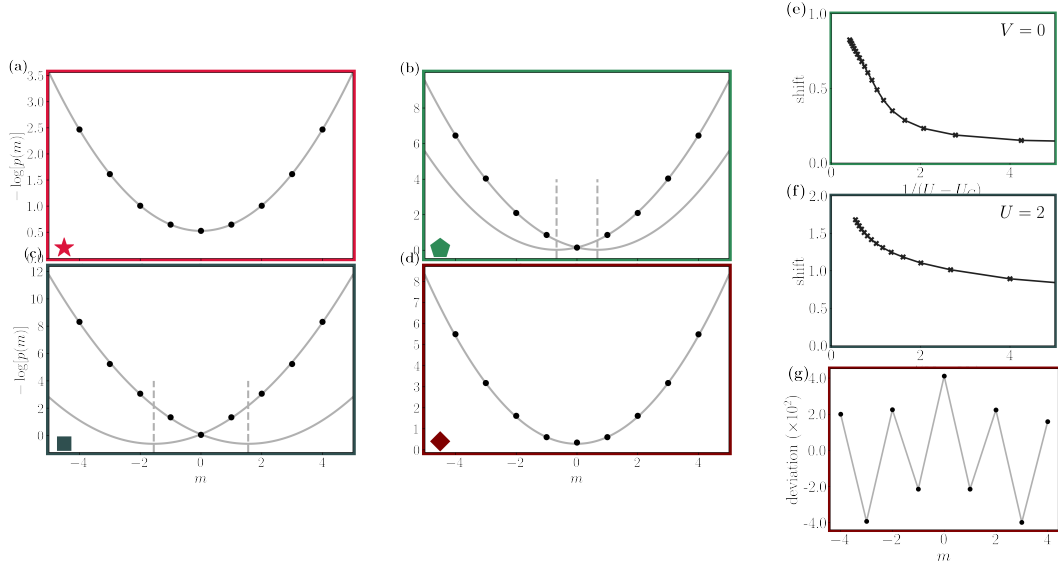 (a)
3.5
3.0
2.5
2.0
1.5
1.0
0.5
− log[p(m)]
(b)
8
6
4
2
0
(c)
12
10
8
6
4
2
0
− log[p(m)]
−4 −2 0 2 4
m
(d)
8
7
6
5
4
3
2
1
0
−4 −2 0 2 4
m
(e)
1.0
0.5
0.0
shift
V = 0
0 2 4
1/(U − Uc)
(f)
2.0
1.5
1.0
0.5
0.0
shift
U = 2
0 2 4
(g)
4.0
2.0
0.0
-2.0
-4.0
deviation (×10²)
−4 −2 0 2 4
m